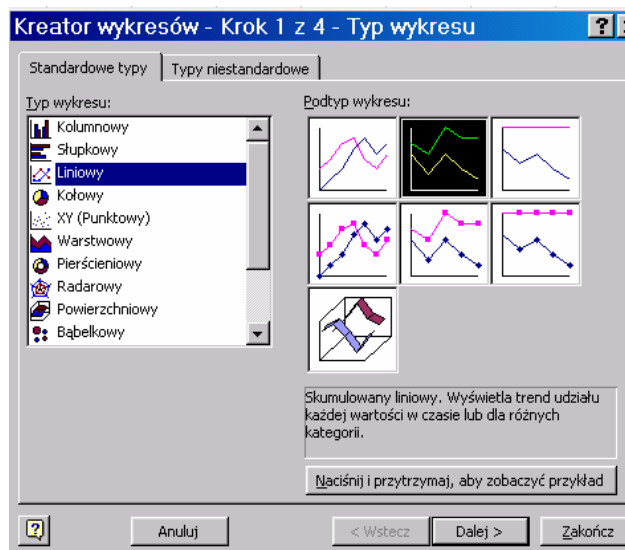 Kreator wykresów - Krok 1 z 4 - Typ wykresu
Standardowe typy
Typy niestandardowe
Typ wykresu:
Kolumnowy
Słupkowy
Liniowy
Kołowy
XY (Punktowy)
Warstwowy
Pierścieniowy
Radarowy
Powierzchniowy
Bąbelkowy
Podtyp wykresu:
Skumulowany liniowy. Wyświetla trend udziału
każdej wartości w czasie lub dla różnych
kategorii.
Naciśnij i przytrzymaj, aby zobaczyć przykład
Anuluj
< Wstecz
Dalej >
Zakończ